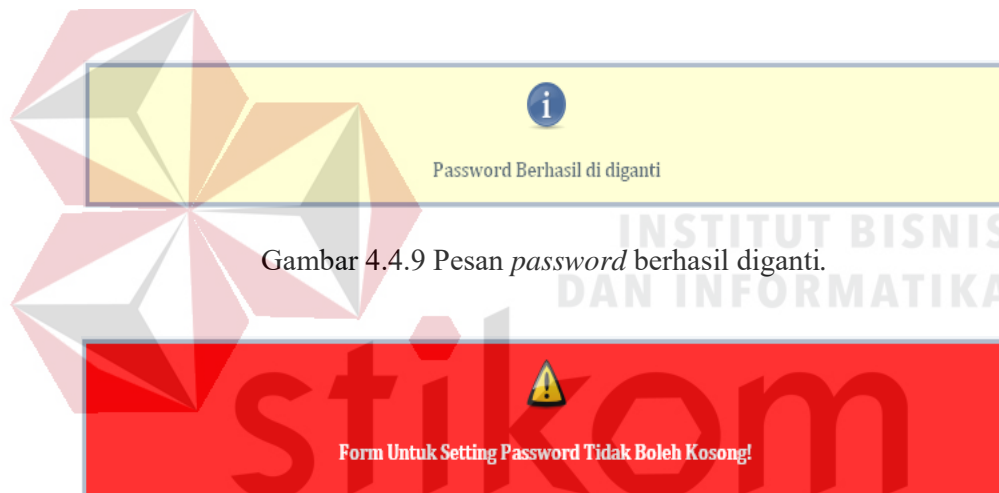 Password Berhasil di diganti
INSTITUT BISNIS
Gambar 4.4.9 Pesan password berhasil diganti.
DAN INFORMATIKA
stikom
Form Untuk Setting Password Tidak Boleh Kosong!